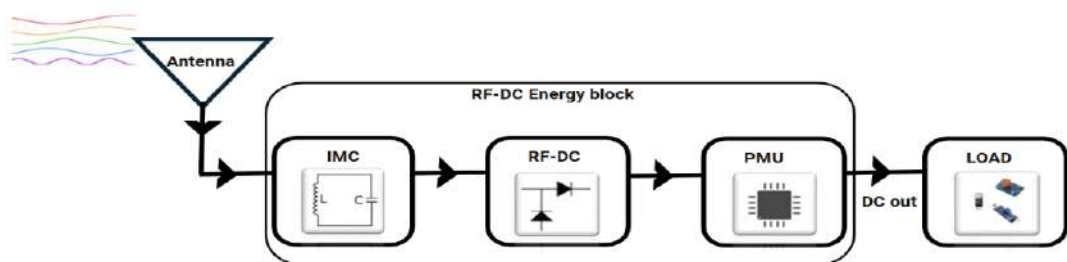 Antenna
RF-DC Energy block
IMC
RF-DC
PMU
LOAD
L
C
DC out